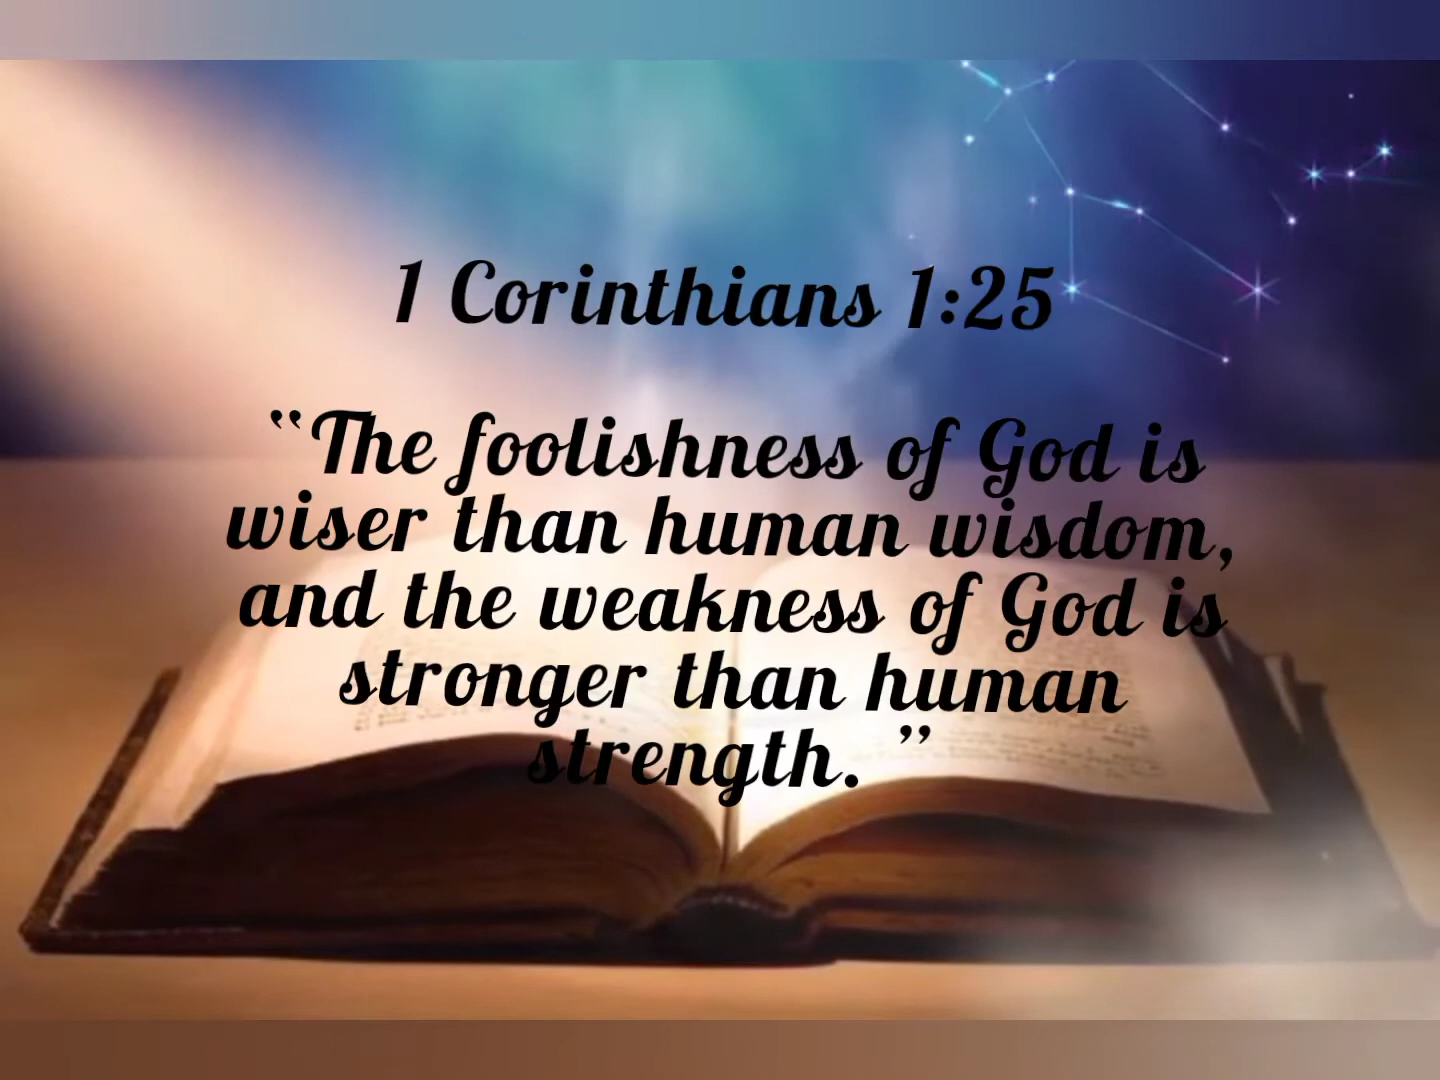 1 Corinthians 1:25
“The foolishness of God is
wiser than human wisdom,
and the weakness of God is
stronger than human
strength. ”